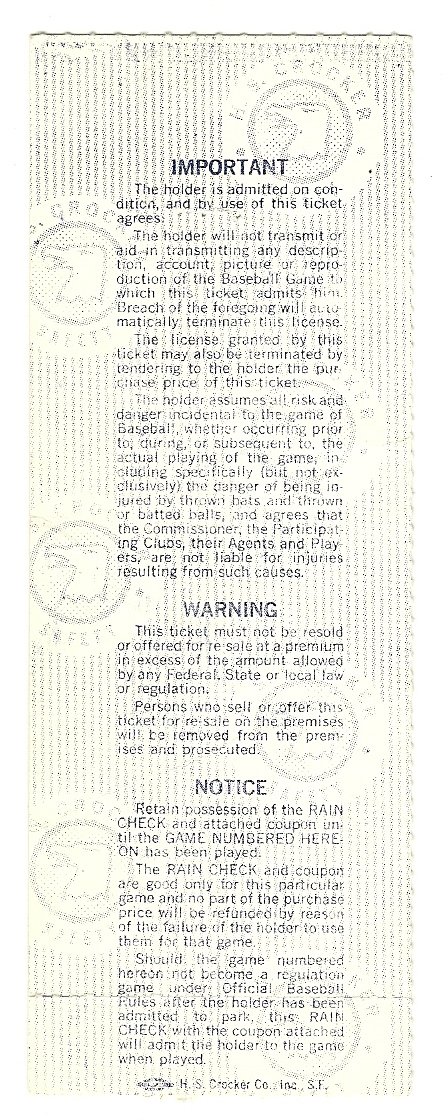 H. S. CROCKER
IMPORTANT
The holder is admitted on con-
dition, and by use of this ticket
agrees:
The holder will not transmit or
aid in transmitting any descrip-
tion, account, picture or repro-
duction of the Baseball Game to
which this ticket admits him.
Breach of the foregoing will auto-
matically terminate this license.
The license granted by this
ticket may also be terminated by
tendering to the holder the pur-
chase price of this ticket.
The holder assumes all risk and
danger incidental to the game of
Baseball, whether occurring prior
to, during, or subsequent to, the
actual playing of the game, in-
cluding specifically (but not ex-
clusively) the danger of being in-
jured by thrown bats and thrown
or batted balls, and agrees that
the Commissioner, the Participat-
ing Clubs, their Agents and Play-
ers, are not liable for injuries
resulting from such causes.
SAFETY
WARNING
This ticket must not be resold
or offered for re-sale at a premium
in excess of the amount allowed
by any Federal, State or local law
or regulation.
Persons who sell or offer this
ticket for re-sale on the premises
will be removed from the prem-
ises and prosecuted.
NOTICE
Retain possession of the RAIN
CHECK and attached coupon un-
til the GAME NUMBERED HERE-
ON has been played.
The RAIN CHECK and coupon
are good only for this particular
game and no part of the purchase
price will be refunded by reason
of the failure of the holder to use
them for that game.
Should the game numbered
hereon not become a regulation
game under Official Baseball
Rules after the holder has been
admitted to park, this RAIN
CHECK with the coupon attached
will admit the holder to the game
when played.
H. S. Crocker Co., Inc., S.F.